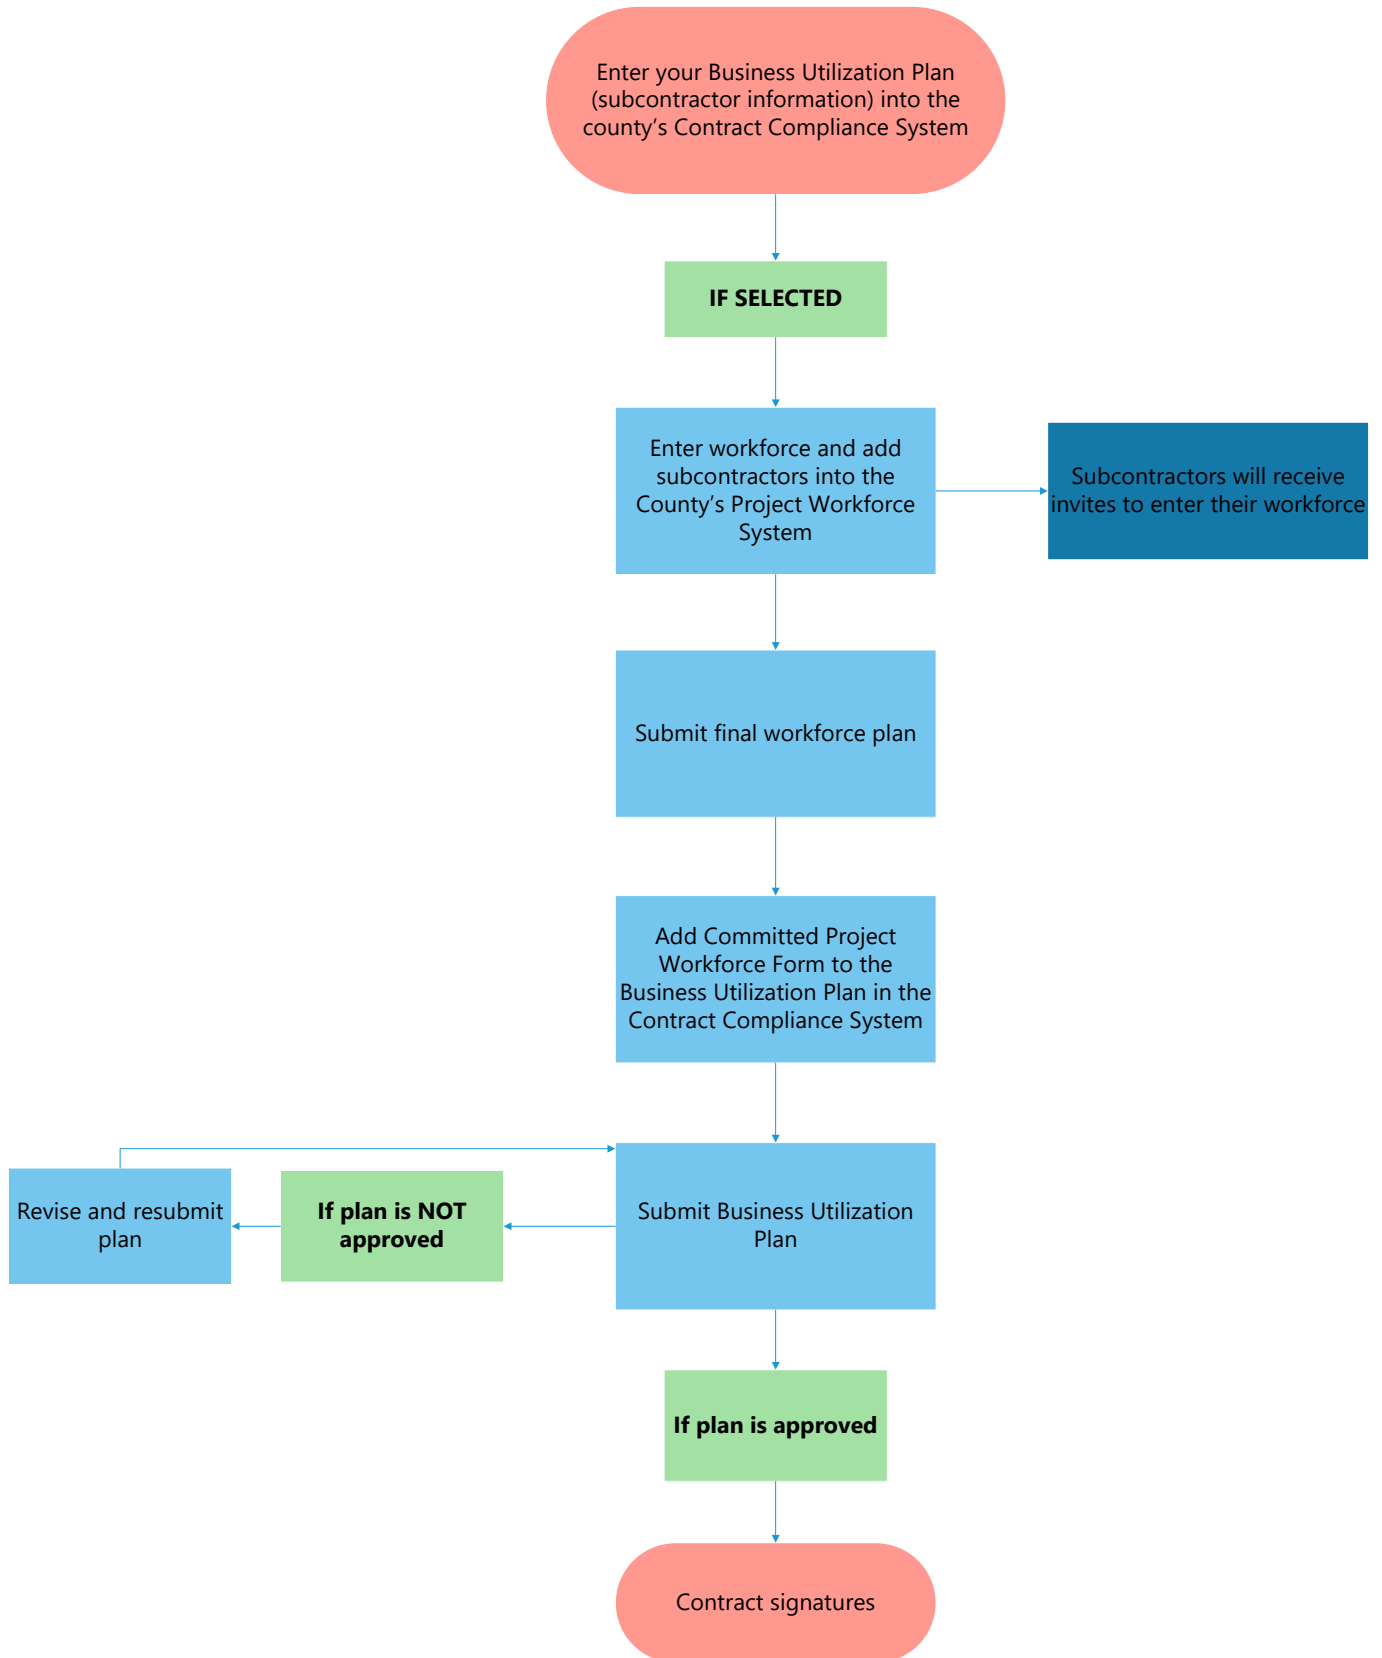 Enter your Business Utilization Plan
(subcontractor information) into the
county’s Contract Compliance System
IF SELECTED
Enter workforce and add
subcontractors into the
County’s Project Workforce
System
Subcontractors will receive
invites to enter their workforce
Submit final workforce plan
Add Committed Project
Workforce Form to the
Business Utilization Plan in the
Contract Compliance System
Revise and resubmit
plan
If plan is NOT
approved
Submit Business Utilization
Plan
If plan is approved
Contract signatures